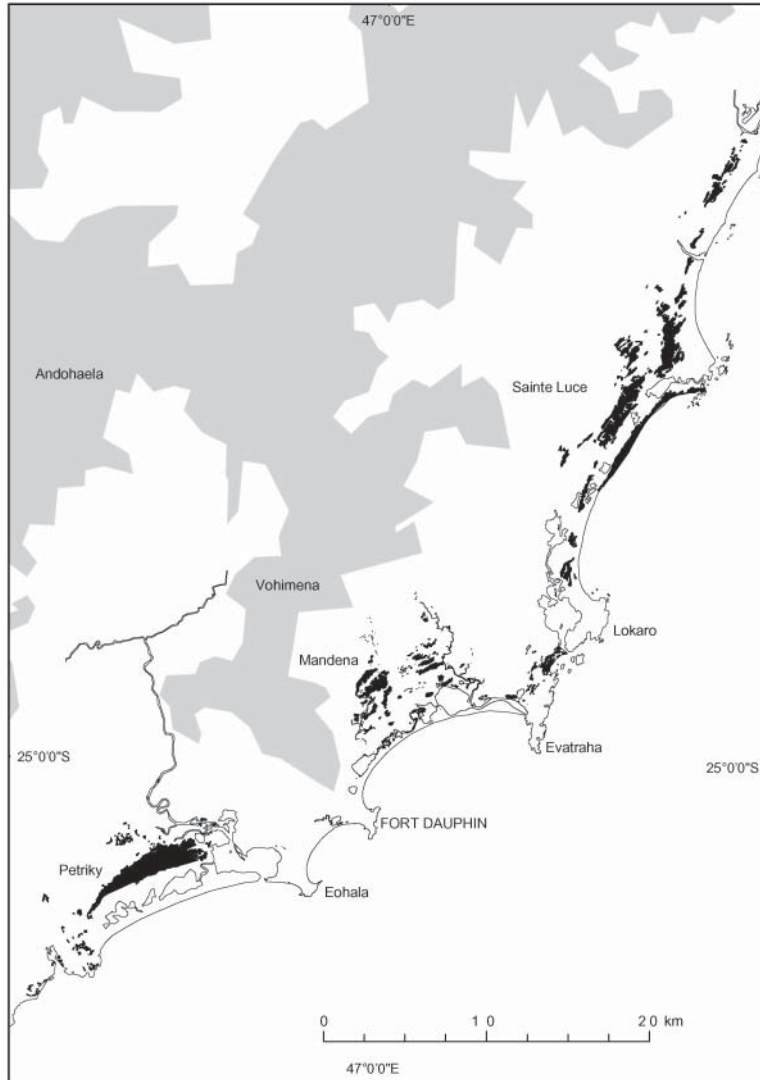 47°0'0"E
Andohaela
Sainte Luce
Vohimena
Lokaro
Mandena
Evatraha
25°0'0"S
25°0'0"S
FORT DAUPHIN
Petriky
Eohala
0 10 20 km
47°0'0"E